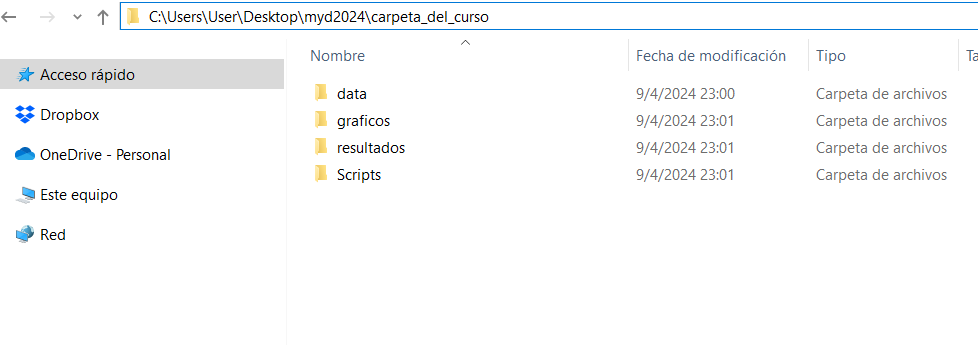 C:\Users\User\Desktop\myd2024\carpeta_del_curso
Nombre Fecha de modificación Tipo Ta
Acceso rápido
Dropbox
OneDrive - Personal
Este equipo
Red
data 9/4/2024 23:00 Carpeta de archivos
graficos 9/4/2024 23:01 Carpeta de archivos
resultados 9/4/2024 23:01 Carpeta de archivos
Scripts 9/4/2024 23:01 Carpeta de archivos